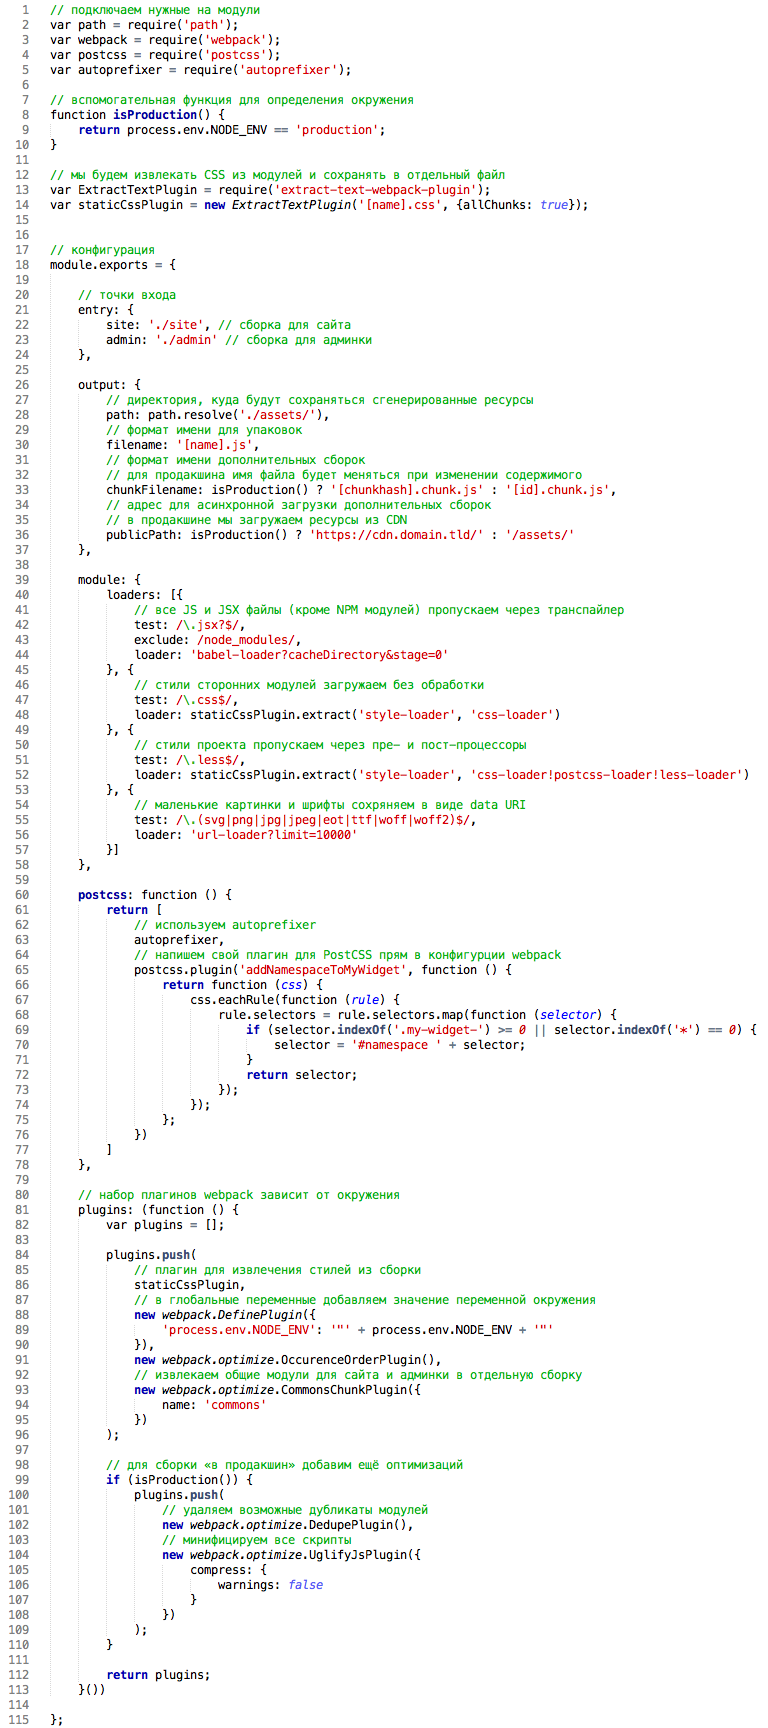 1 // подключаем нужные на модули
2 var path = require('path');
3 var webpack = require('webpack');
4 var postcss = require('postcss');
5 var autoprefixer = require('autoprefixer');
6
7 // вспомогательная функция для определения окружения
8 function isProduction() {
9     return process.env.NODE_ENV == 'production';
10 }
11
12 // мы будем извлекать CSS из модулей и сохранять в отдельный файл
13 var ExtractTextPlugin = require('extract-text-webpack-plugin');
14 var staticCssPlugin = new ExtractTextPlugin('[name].css', {allChunks: true});
15
16
17 // конфигурация
18 module.exports = {
19
20     // точки входа
21     entry: {
22         site: './site', // сборка для сайта
23         admin: './admin' // сборка для админки
24     },
25
26     output: {
27         // директория, куда будут сохраняться сгенерированные ресурсы
28         path: path.resolve('./assets/'),
29         // формат имени для упаковок
30         filename: '[name].js',
31         // формат имени дополнительных сборок
32         // для продакшина имя файла будет меняться при изменении содержимого
33         chunkFilename: isProduction() ? '[chunkhash].chunk.js' : '[id].chunk.js',
34         // адрес для асинхронной загрузки дополнительных сборок
35         // в продакшине мы загружаем ресурсы из CDN
36         publicPath: isProduction() ? 'https://cdn.domain.tld/' : '/assets/'
37     },
38
39     module: {
40         loaders: [{
41             // все JS и JSX файлы (кроме NPM модулей) пропускаем через транспайлер
42             test: /\.jsx?$/,
43             exclude: /node_modules/,
44             loader: 'babel-loader?cacheDirectory&stage=0'
45         }, {
46             // стили сторонних модулей загружаем без обработки
47             test: /\.css$/,
48             loader: staticCssPlugin.extract('style-loader', 'css-loader')
49         }, {
50             // стили проекта пропускаем через пре- и пост-процессоры
51             test: /\.less$/,
52             loader: staticCssPlugin.extract('style-loader', 'css-loader!postcss-loader!less-loader')
53         }, {
54             // маленькие картинки и шрифты сохряняем в виде data URI
55             test: /\.(svg|png|jpg|jpeg|eot|ttf|woff|woff2)$/,
56             loader: 'url-loader?limit=10000'
57         }]
58     },
59
60     postcss: function () {
61         return [
62             // используем autoprefixer
63             autoprefixer,
64             // напишем свой плагин для PostCSS прям в конфигурции webpack
65             postcss.plugin('addNamespaceToMyWidget', function () {
66                 return function (css) {
67                     css.eachRule(function (rule) {
68                         rule.selectors = rule.selectors.map(function (selector) {
69                             if (selector.indexOf('.my-widget-') >= 0 || selector.indexOf('*') == 0) {
70                                 selector = '#namespace ' + selector;
71                             }
72                             return selector;
73                         });
74                     });
75                 };
76             })
77         ]
78     },
79
80     // набор плагинов webpack зависит от окружения
81     plugins: (function () {
82         var plugins = [];
83
84         plugins.push(
85             // плагин для извлечения стилей из сборки
86             staticCssPlugin,
87             // в глобальные переменные добавляем значение переменной окружения
88             new webpack.DefinePlugin({
89                 'process.env.NODE_ENV': '"' + process.env.NODE_ENV + '"'
90             }),
91             new webpack.optimize.OccurenceOrderPlugin(),
92             // извлекаем общие модули для сайта и админки в отдельную сборку
93             new webpack.optimize.CommonsChunkPlugin({
94                 name: 'commons'
95             })
96         );
97
98         // для сборки «в продакшин» добавим ещё оптимизаций
99         if (isProduction()) {
100             plugins.push(
101                 // удаляем возможные дубликаты модулей
102                 new webpack.optimize.DedupePlugin(),
103                 // минифицируем все скрипты
104                 new webpack.optimize.UglifyJsPlugin({
105                     compress: {
106                         warnings: false
107                     }
108                 })
109             );
110         }
111
112         return plugins;
113     }())
114
115 };